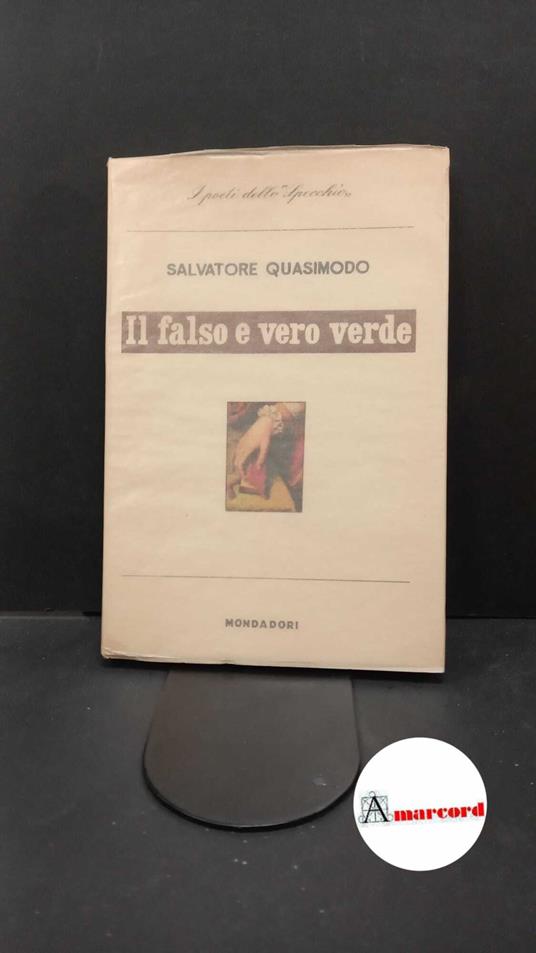 I poeti dello "Specchio"
SALVATORE QUASIMODO
Il falso e vero verde
MONDADORI
Amarcord